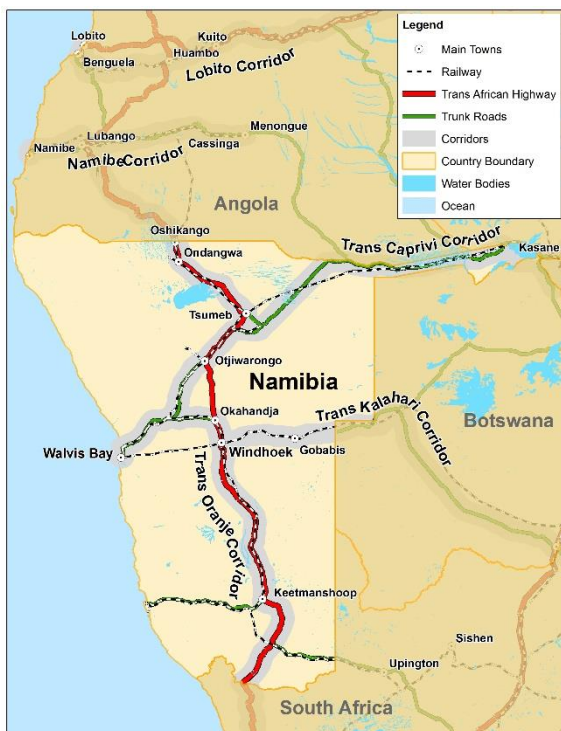 Legend
Main Towns
Railway
Trans African Highway
Trunk Roads
Corridors
Country Boundary
Water Bodies
Ocean
Lobito
Kuito
Benguela
Huambo
Lobito Corridor
Lubango
Menongue
Namibe
Cassinga
Namibe Corridor
Angola
Oshikango
Trans Caprivi Corridor
Kasane
Ondangwa
Tsumeb
Otjiwarongo
Namibia
Okahandja
Trans Kalahari Corridor
Botswana
Walvis Bay
Windhoek
Gobabis
Trans Oranje Corridor
Keetmanshoop
Sishen
Upington
South Africa